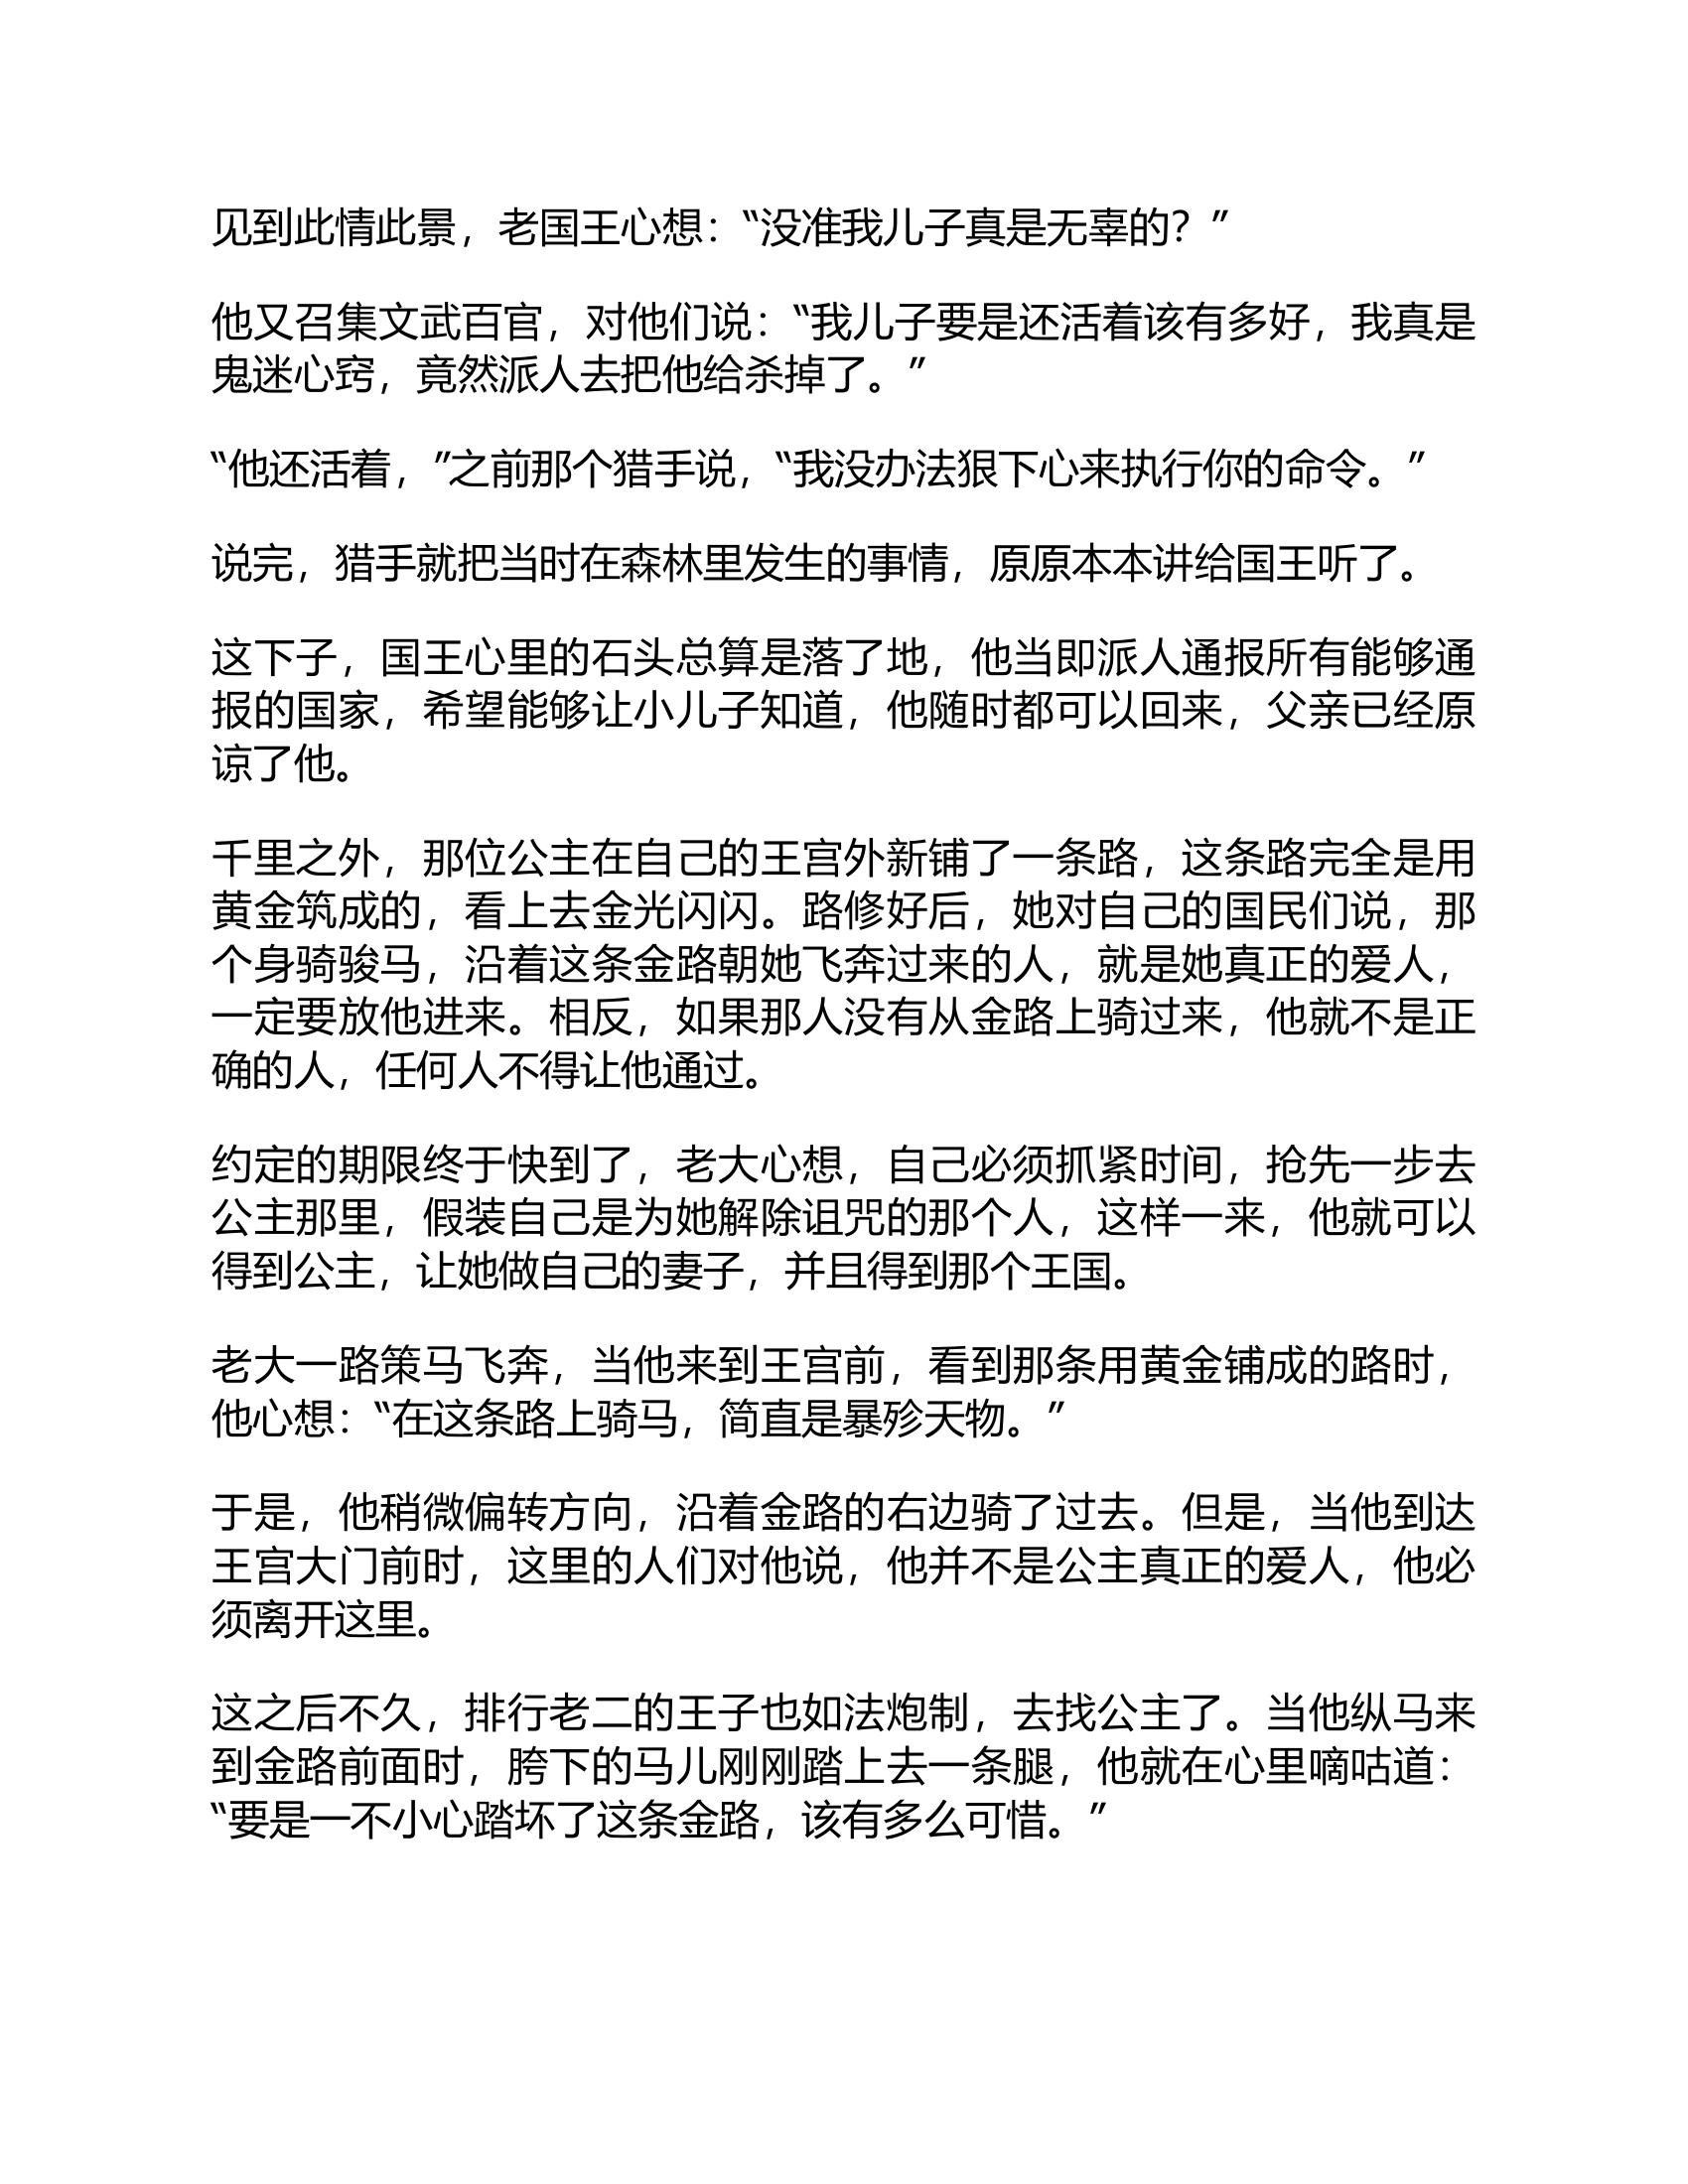 见到此情此景，老国王心想：“没准我儿子真是无辜的？”
他又召集文武百官，对他们说：“我儿子要是还活着该有多好，我真是
鬼迷心窍，竟然派人去把他给杀掉了。”
“他还活着，”之前那个猎手说，“我没办法狠下心来执行你的命令。”
说完，猎手就把当时在森林里发生的事情，原原本本讲给国王听了。
这下子，国王心里的石头总算是落了地，他当即派人通报所有能够通
报的国家，希望能够让小儿子知道，他随时都可以回来，父亲已经原
谅了他。
千里之外，那位公主在自己的王宫外新铺了一条路，这条路完全是用
黄金筑成的，看上去金光闪闪。路修好后，她对自己的国民们说，那
个身骑骏马，沿着这条金路朝她飞奔过来的人，就是她真正的爱人，
一定要放他进来。相反，如果那人没有从金路上骑过来，他就不是正
确的人，任何人不得让他通过。
约定的期限终于快到了，老大心想，自己必须抓紧时间，抢先一步去
公主那里，假装自己是为她解除诅咒的那个人，这样一来，他就可以
得到公主，让她做自己的妻子，并且得到那个王国。
老大一路策马飞奔，当他来到王宫前，看到那条用黄金铺成的路时，
他心想：“在这条路上骑马，简直是暴殄天物。”
于是，他稍微偏转方向，沿着金路的右边骑了过去。但是，当他到达
王宫大门前时，这里的人们对他说，他并不是公主真正的爱人，他必
须离开这里。
这之后不久，排行老二的王子也如法炮制，去找公主了。当他纵马来
到金路前面时，胯下的马儿刚刚踏上去一条腿，他就在心里嘀咕道：
“要是一不小心踏坏了这条金路，该有多么可惜。”